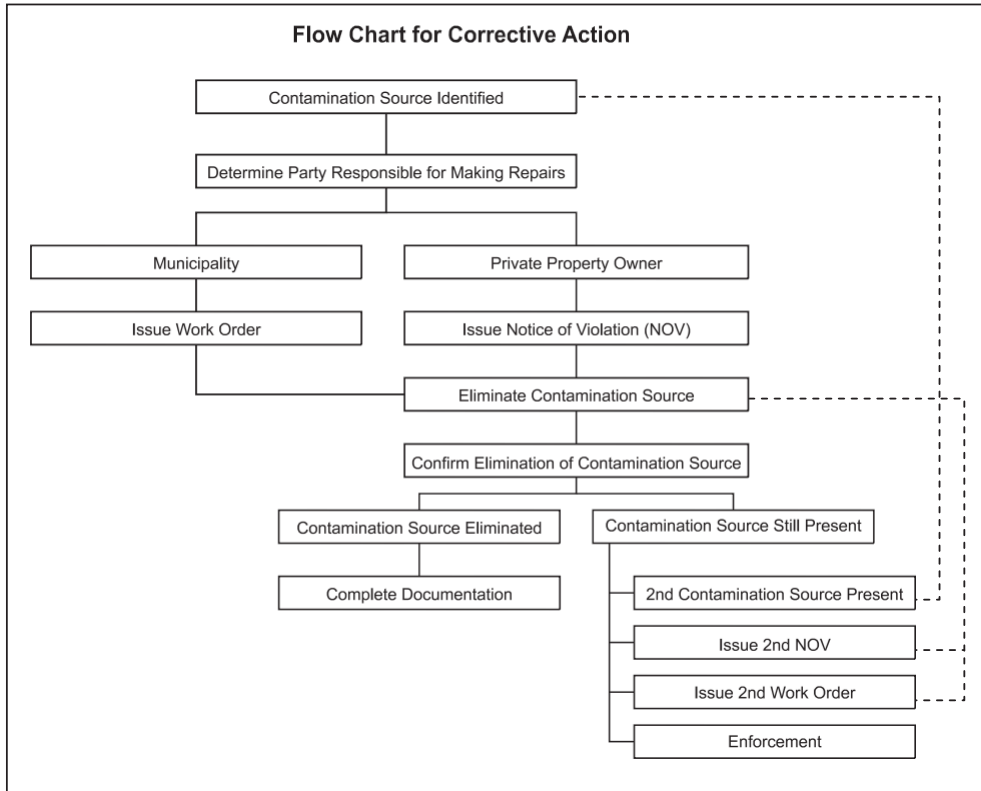 Flow Chart for Corrective Action
Contamination Source Identified
Determine Party Responsible for Making Repairs
Municipality
Private Property Owner
Issue Work Order
Issue Notice of Violation (NOV)
Eliminate Contamination Source
Confirm Elimination of Contamination Source
Contamination Source Eliminated
Contamination Source Still Present
Complete Documentation
2nd Contamination Source Present
Issue 2nd NOV
Issue 2nd Work Order
Enforcement